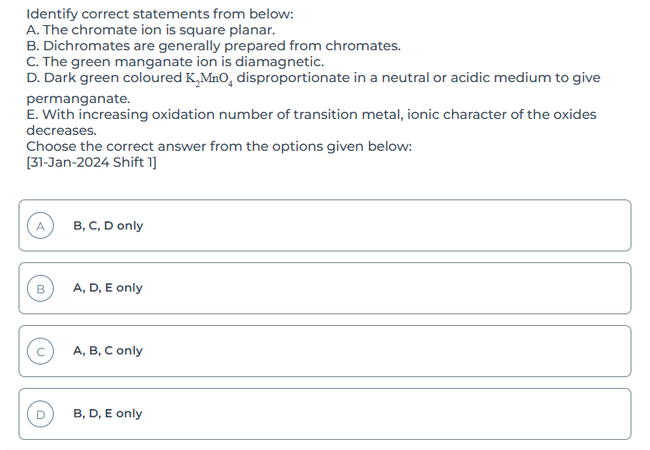 Identify correct statements from below:
A. The chromate ion is square planar.
B. Dichromates are generally prepared from chromates.
C. The green manganate ion is diamagnetic.
D. Dark green coloured K₂MnO₄ disproportionate in a neutral or acidic medium to give
permanganate.
E. With increasing oxidation number of transition metal, ionic character of the oxides
decreases.
Choose the correct answer from the options given below:
[31-Jan-2024 Shift 1]
A B, C, D only
B A, D, E only
C A, B, C only
D B, D, E only